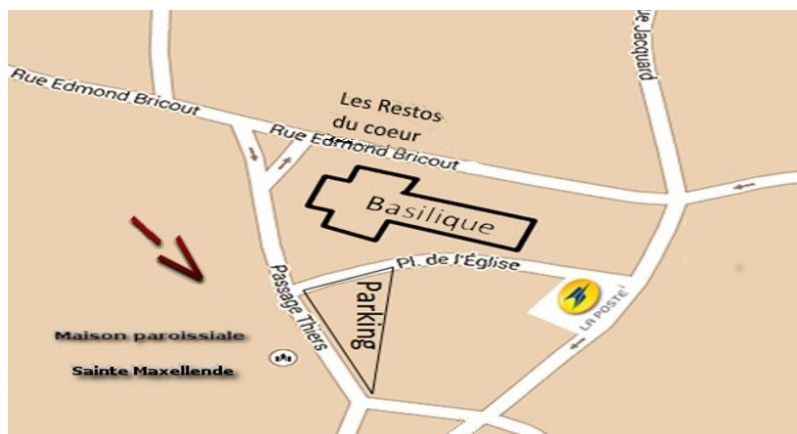 ue Jacquard
Rue Edmond Bricout
Les Restos
du coeur
Rue Edmond Bricout
Basilique
Pl. de l'Église
Passage Thiers
Parking
LA POSTE
Maison paroissiale
Sainte Maxellende